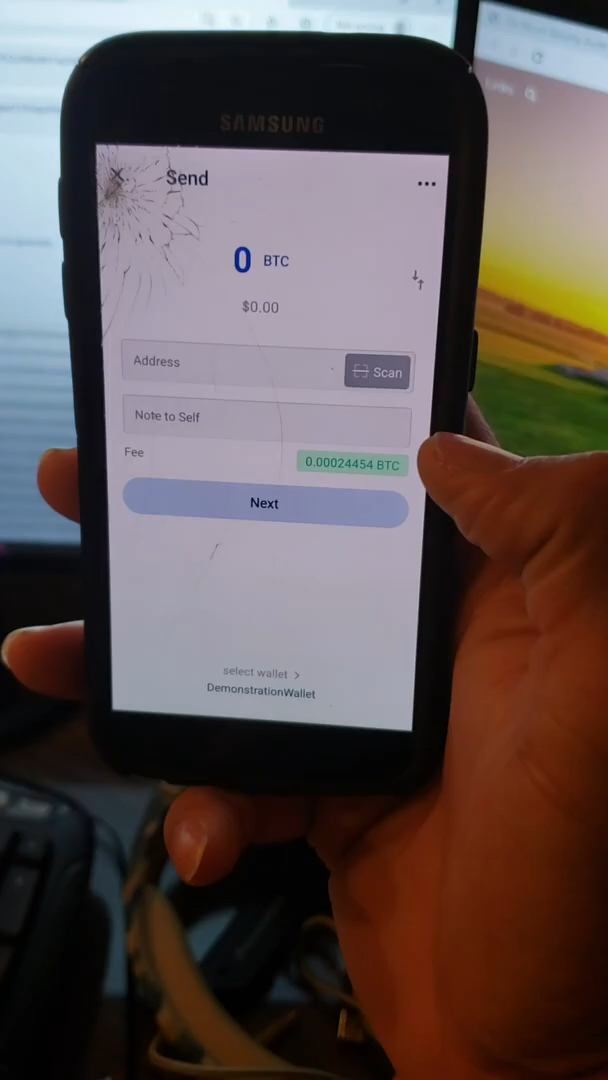 SAMSUNG
Send
0 BTC
$0.00
Address
Scan
Note to Self
Fee
0.00024454 BTC
Next
select wallet >
DemonstrationWallet